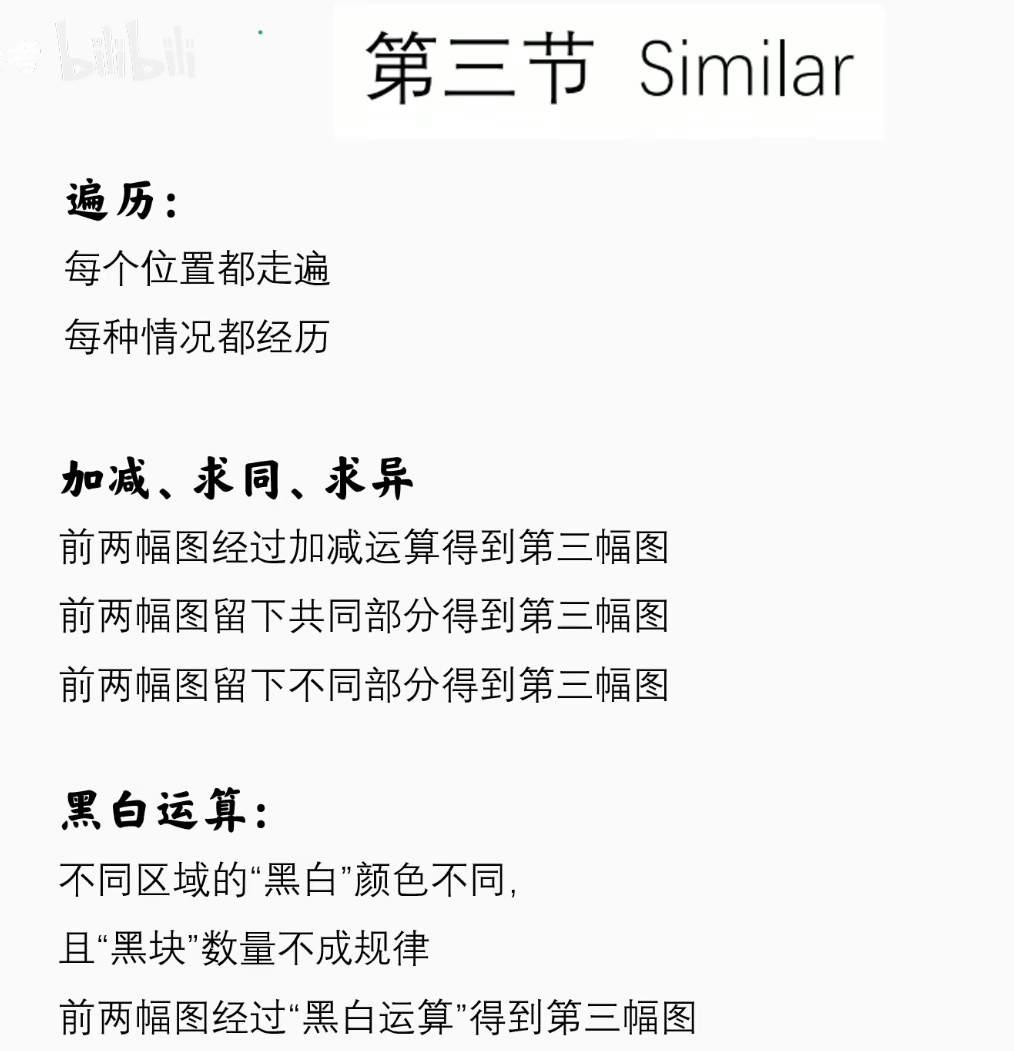 考 bilibili
第三节 Similar
遍历：
每个位置都走遍
每种情况都经历
加减、求同、求异
前两幅图经过加减运算得到第三幅图
前两幅图留下共同部分得到第三幅图
前两幅图留下不同部分得到第三幅图
黑白运算：
不同区域的“黑白”颜色不同，
且“黑块”数量不成规律
前两幅图经过“黑白运算”得到第三幅图